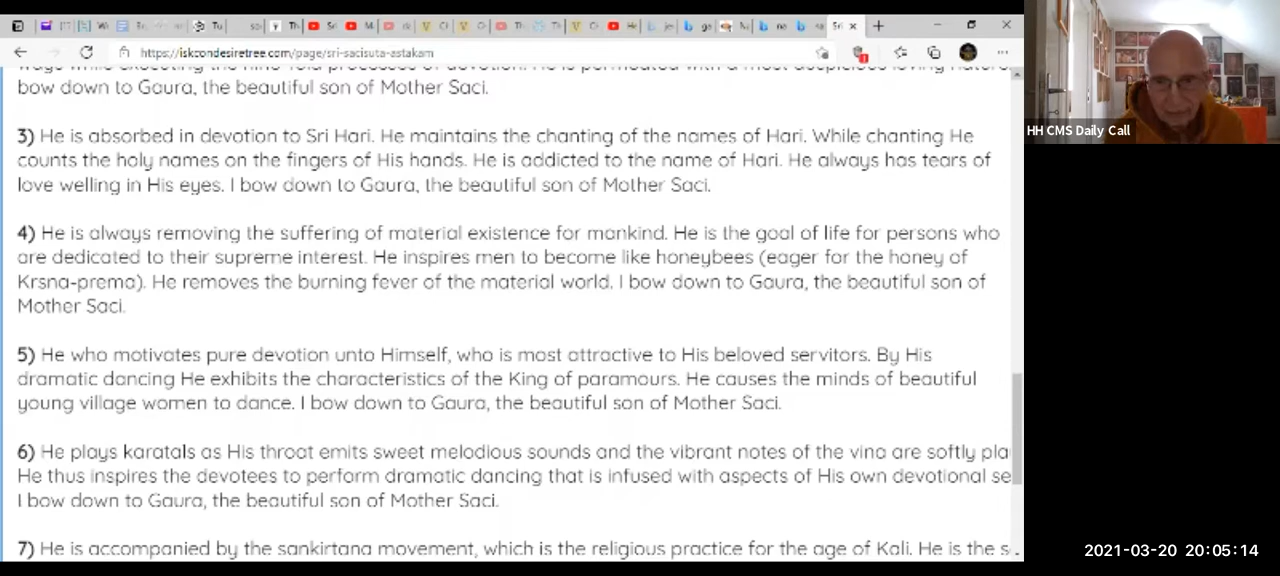 https://iskcondesiretree.com/page/sri-sacisuta-astakam
bow down to Gaura, the beautiful son of Mother Saci.
3) He is absorbed in devotion to Sri Hari. He maintains the chanting of the names of Hari. While chanting He
counts the holy names on the fingers of His hands. He is addicted to the name of Hari. He always has tears of
love welling in His eyes. I bow down to Gaura, the beautiful son of Mother Saci.
4) He is always removing the suffering of material existence for mankind. He is the goal of life for persons who
are dedicated to their supreme interest. He inspires men to become like honeybees (eager for the honey of
Krsna-prema). He removes the burning fever of the material world. I bow down to Gaura, the beautiful son of
Mother Saci.
5) He who motivates pure devotion unto Himself, who is most attractive to His beloved servitors. By His
dramatic dancing He exhibits the characteristics of the King of paramours. He causes the minds of beautiful
young village women to dance. I bow down to Gaura, the beautiful son of Mother Saci.
6) He plays karatals as His throat emits sweet melodious sounds and the vibrant notes of the vina are softly pla
He thus inspires the devotees to perform dramatic dancing that is infused with aspects of His own devotional se
I bow down to Gaura, the beautiful son of Mother Saci.
7) He is accompanied by the sankirtana movement, which is the religious practice for the age of Kali. He is the s
HH CMS Daily Call
2021-03-20 20:05:14